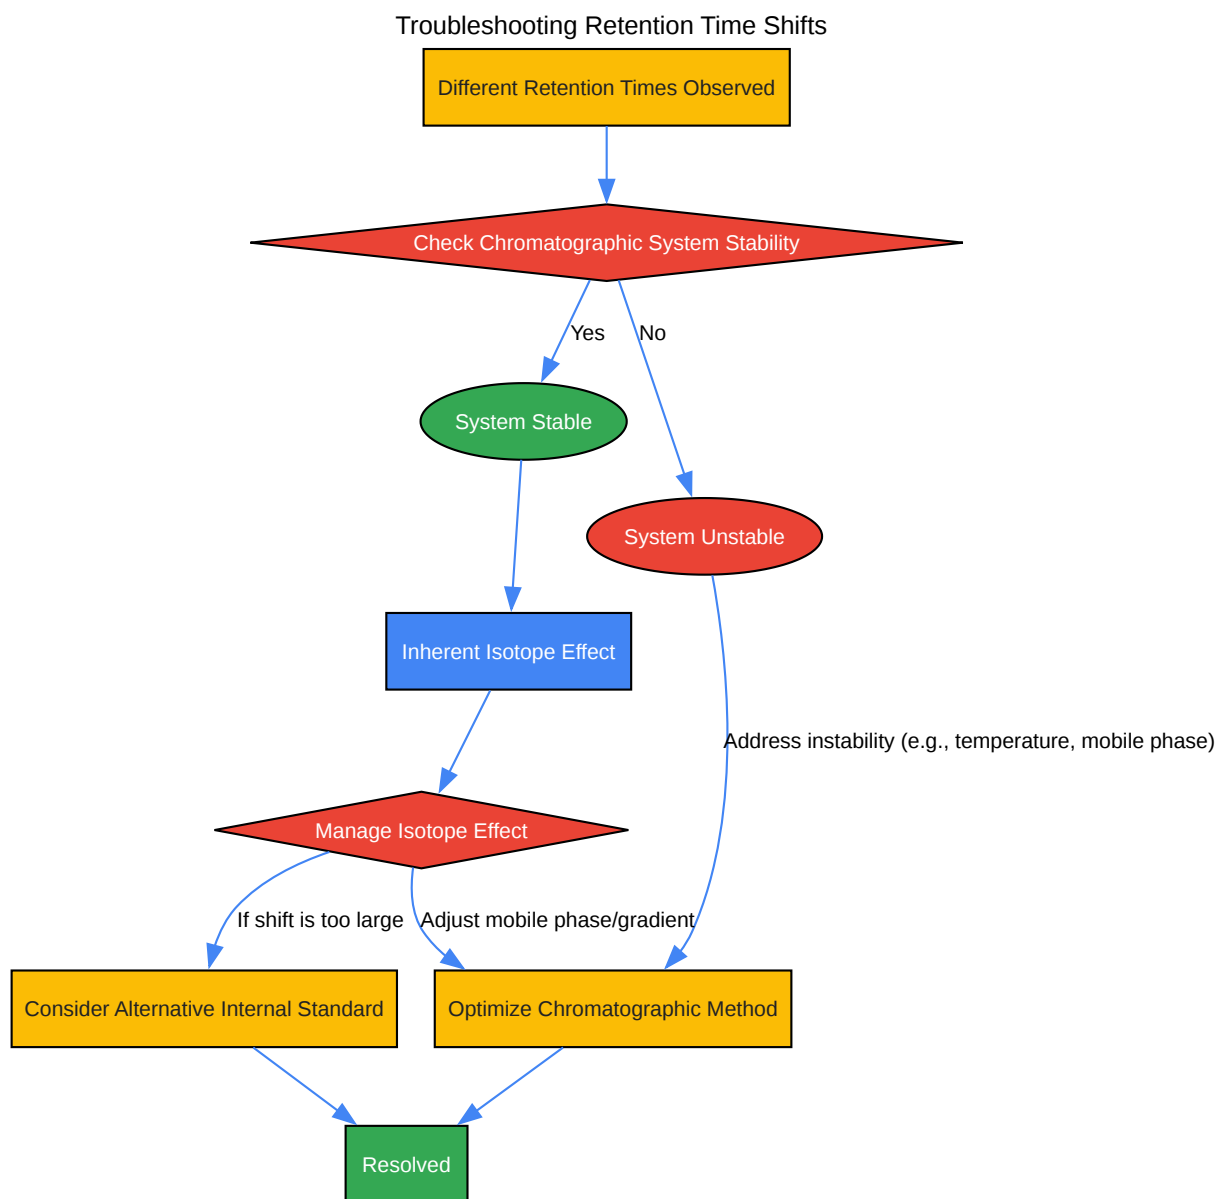 Troubleshooting Retention Time Shifts
Different Retention Times Observed
Check Chromatographic System Stability
Yes
No
System Stable
System Unstable
Inherent Isotope Effect
Address instability (e.g., temperature, mobile phase)
Manage Isotope Effect
If shift is too large
Adjust mobile phase/gradient
Consider Alternative Internal Standard
Optimize Chromatographic Method
Resolved